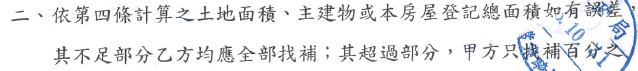 二、依第四條計算之土地面積、主建物或本房屋登記總面積如有誤差，
其不足部分乙方均應全部找補；其超過部分，甲方只找補百分之
局
10